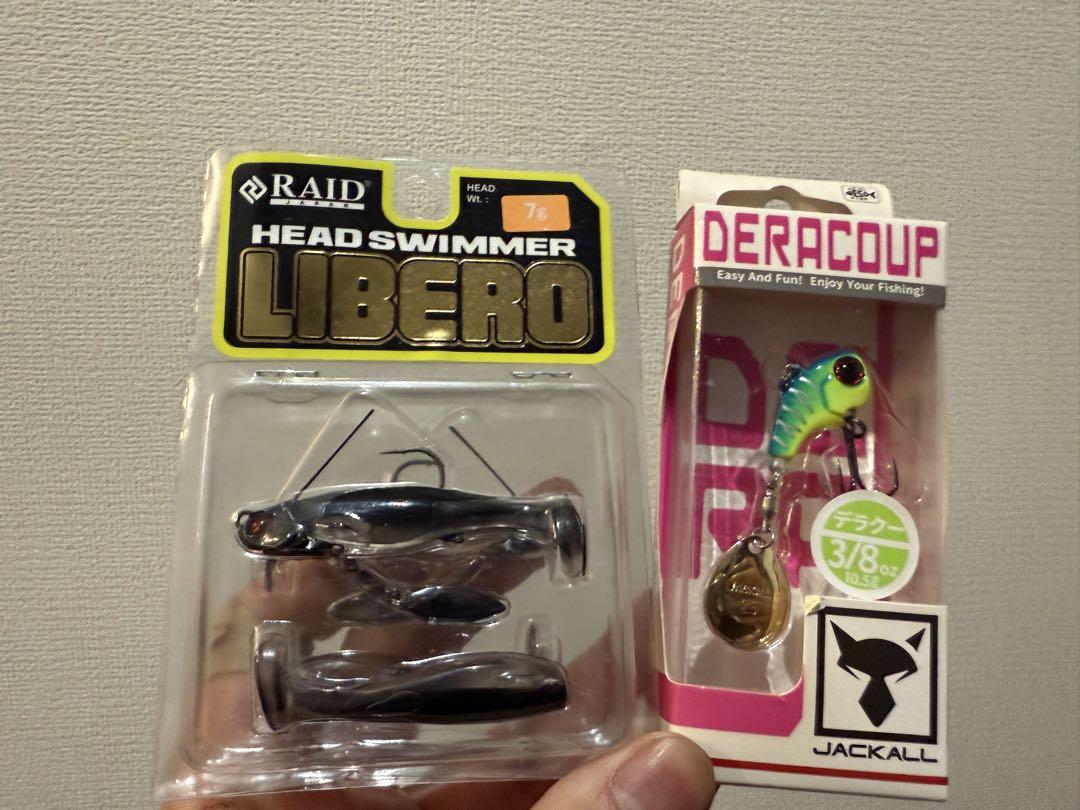 RAID
JAPAN
HEAD
Wt. :
7g
HEAD SWIMMER
LIBERO
DERACOUP
Easy And Fun! Enjoy Your Fishing!
デラクー
3/8oz
10.5g
JACKALL